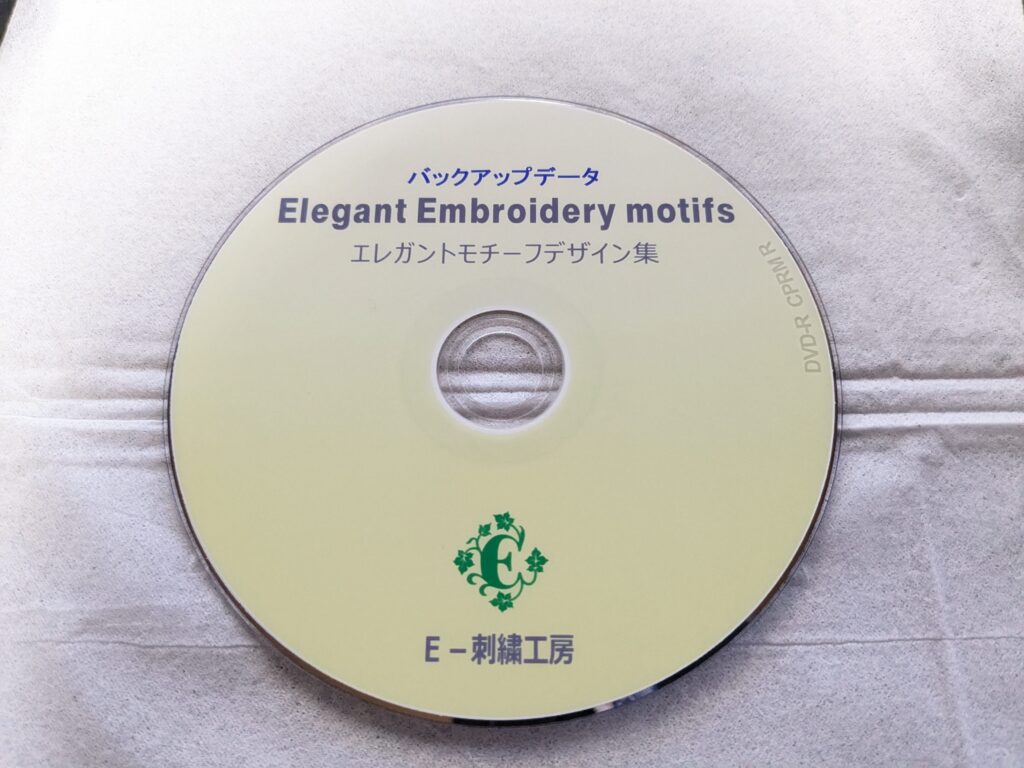 バックアップデータ
Elegant Embroidery motifs
エレガントモチーフデザイン集
DVD-R CPRM R
E
E－刺繍工房